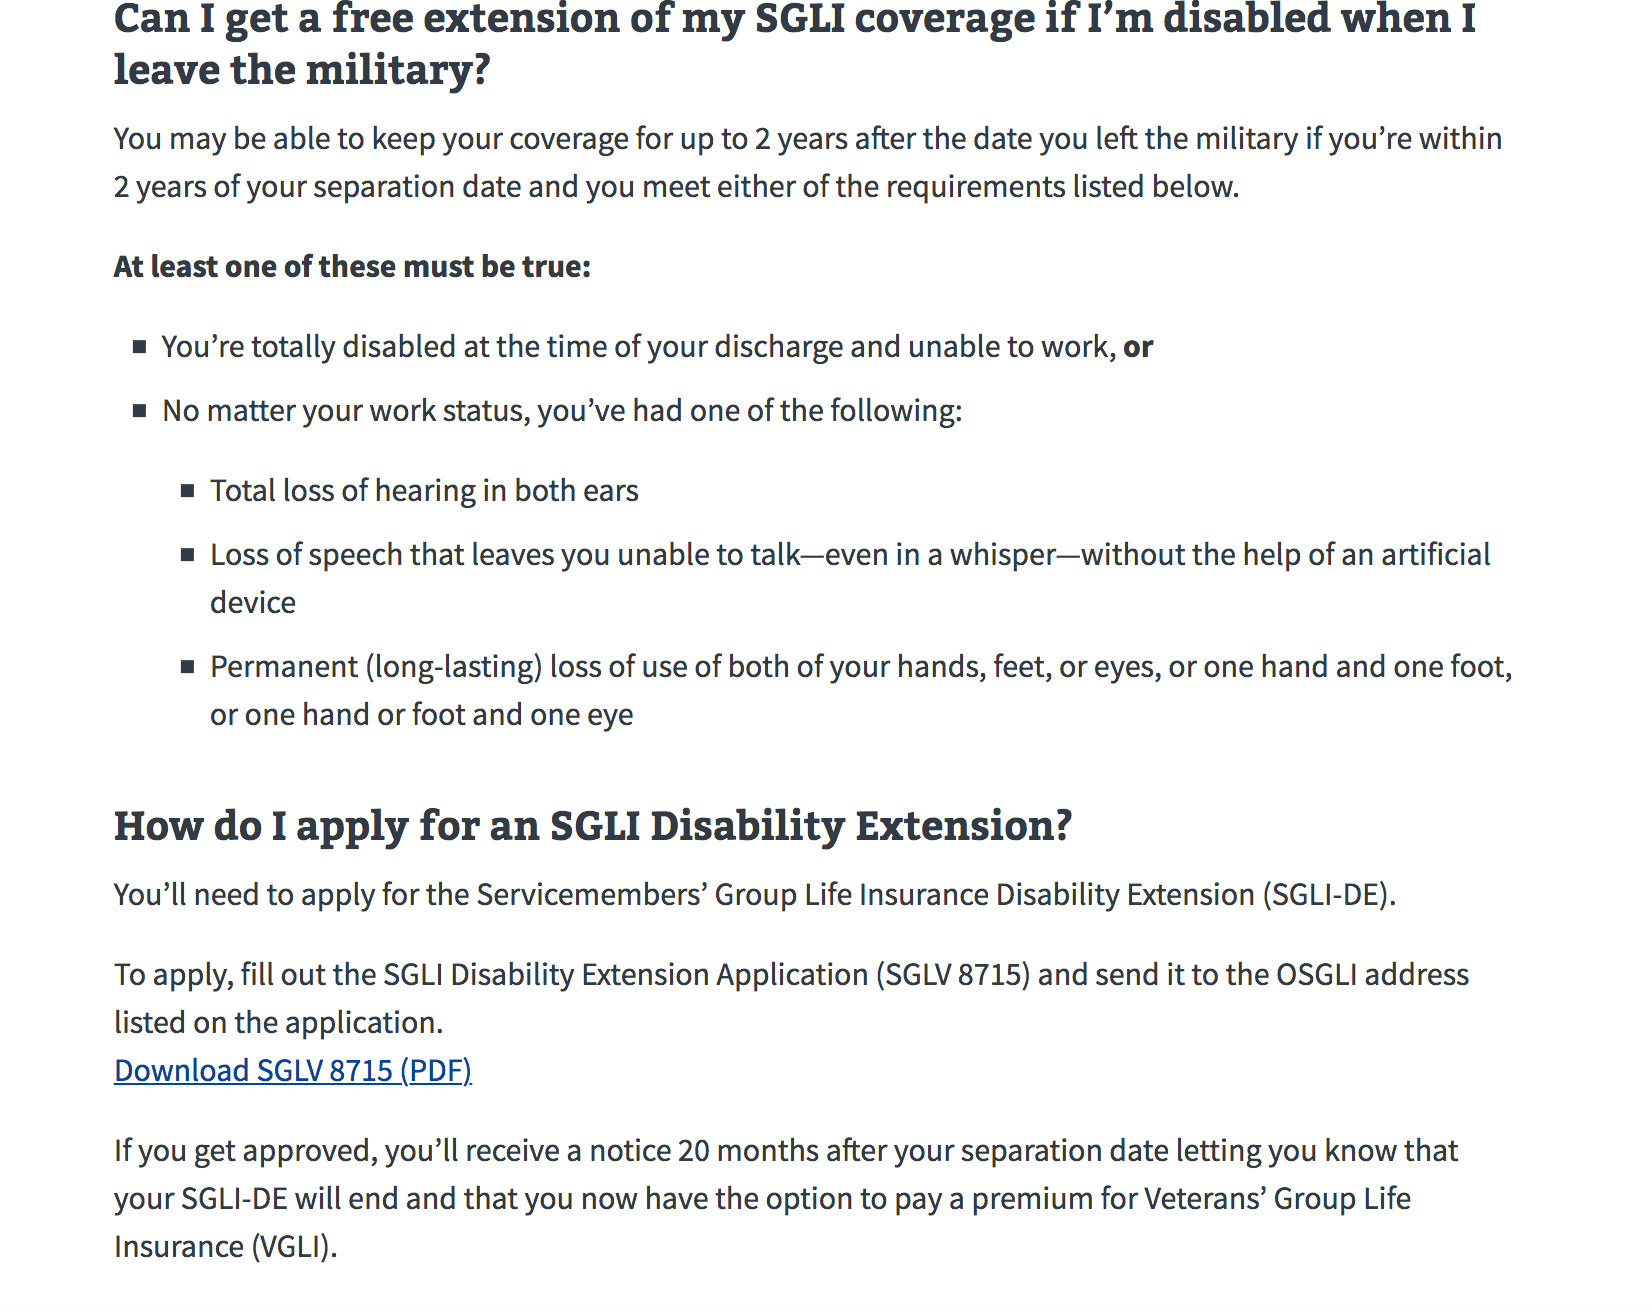 Can I get a free extension of my SGLI coverage if I’m disabled when I
leave the military?
You may be able to keep your coverage for up to 2 years after the date you left the military if you’re within
2 years of your separation date and you meet either of the requirements listed below.
At least one of these must be true:
■ You’re totally disabled at the time of your discharge and unable to work, or
■ No matter your work status, you’ve had one of the following:
■ Total loss of hearing in both ears
■ Loss of speech that leaves you unable to talk—even in a whisper—without the help of an artificial
device
■ Permanent (long-lasting) loss of use of both of your hands, feet, or eyes, or one hand and one foot,
or one hand or foot and one eye
How do I apply for an SGLI Disability Extension?
You’ll need to apply for the Servicemembers’ Group Life Insurance Disability Extension (SGLI-DE).
To apply, fill out the SGLI Disability Extension Application (SGLV 8715) and send it to the OSGLI address
listed on the application.
Download SGLV 8715 (PDF)
If you get approved, you’ll receive a notice 20 months after your separation date letting you know that
your SGLI-DE will end and that you now have the option to pay a premium for Veterans’ Group Life
Insurance (VGLI).